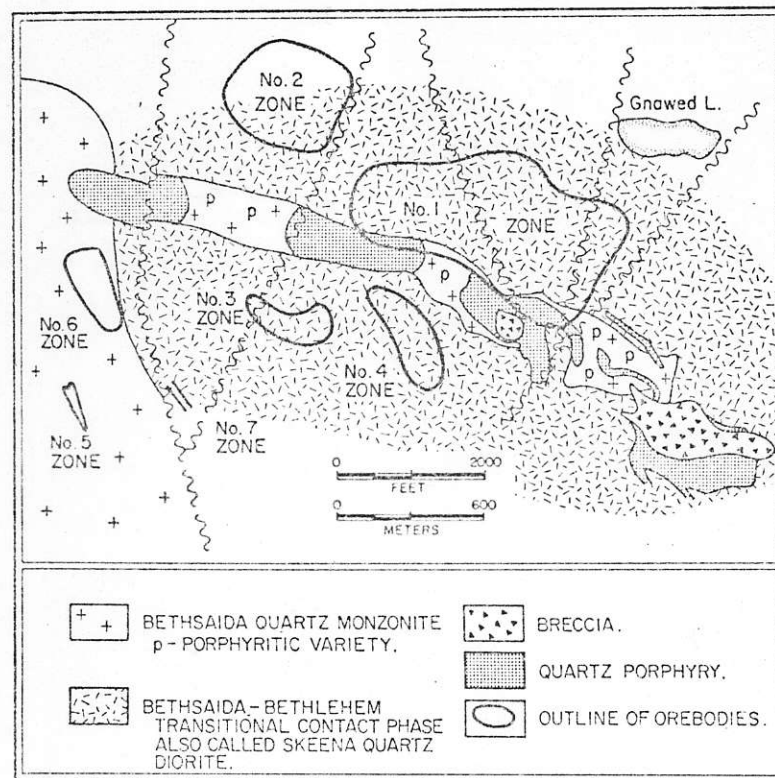 No. 2
ZONE
Gnawed L.
p
p
No. 1
ZONE
p
No. 6
ZONE
No. 3
ZONE
p
p
p
No. 4
ZONE
No. 5
ZONE
No. 7
ZONE
0 2000
FEET
0 600
METERS
BETHSAIDA QUARTZ MONZONITE
p - PORPHYRITIC VARIETY.
BETHSAIDA - BETHLEHEM
TRANSITIONAL CONTACT PHASE
ALSO CALLED SKEENA QUARTZ
DIORITE.
BRECCIA.
QUARTZ PORPHYRY.
OUTLINE OF OREBODIES.